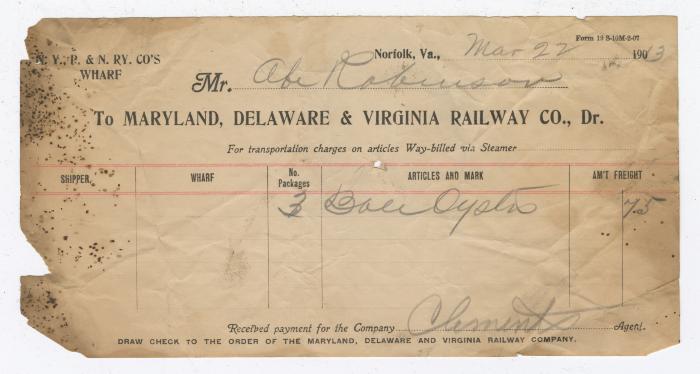 Form 19 S-10M-2-07
N. Y., P. & N. RY. CO'S
WHARF
Norfolk, Va., Mar 22 1913
Mr. Abe Robinson
To MARYLAND, DELAWARE & VIRGINIA RAILWAY CO., Dr.
For transportation charges on articles Way-billed via Steamer
SHIPPER. WHARF No. Packages ARTICLES AND MARK AM'T FREIGHT
3 Oysters 75
Received payment for the Company Clements Agent.
DRAW CHECK TO THE ORDER OF THE MARYLAND, DELAWARE AND VIRGINIA RAILWAY COMPANY.